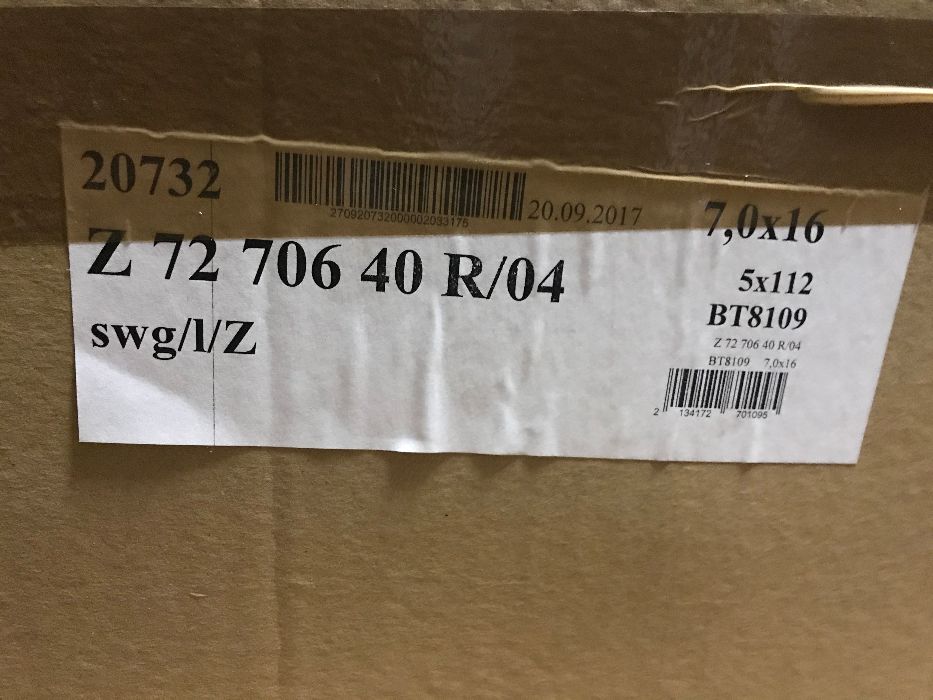 20732
270920732000002033175
20.09.2017
7,0x16
Z 72 706 40 R/04
5x112
BT8109
swg/l/Z
Z 72 706 40 R/04
BT8109 7,0x16
2 134172 701095